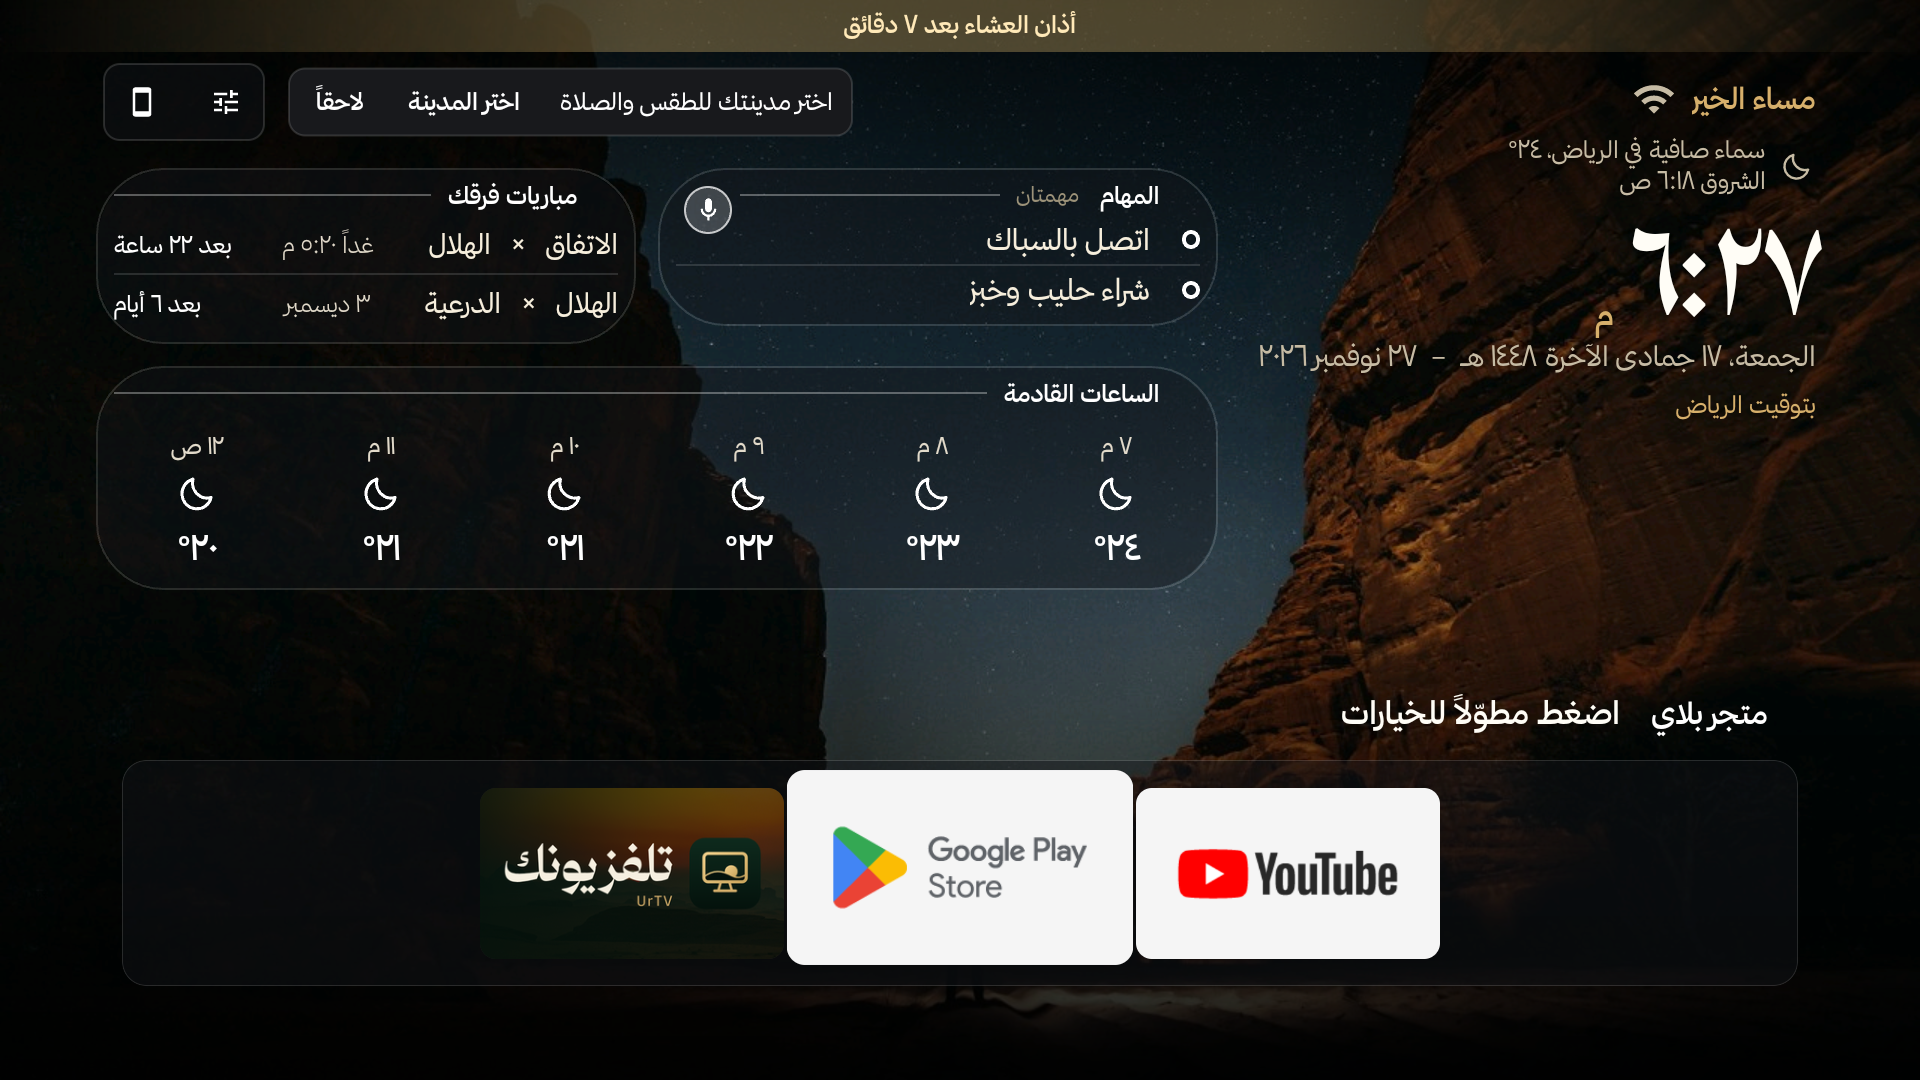 أذان العشاء بعد ٧ دقائق
مساء الخير
سماء صافية في الرياض، ٢٤°
الشروق ٦:١٨ ص
٦:٢٧ م
الجمعة، ١٧ جمادى الآخرة ١٤٤٨ هـ – ٢٧ نوفمبر ٢٠٢٦
بتوقيت الرياض
اختر مدينتك للطقس والصلاة اختر المدينة لاحقاً
المهام مهمتان
اتصل بالسباك
شراء حليب وخبز
مباريات فرقك
الاتفاق × الهلال غداً ٥:٢٠ م بعد ٢٢ ساعة
الهلال × الدرعية ٣ ديسمبر بعد ٦ أيام
الساعات القادمة
٧ م ٨ م ٩ م ١٠ م ١١ م ١٢ ص
٢٤° ٢٣° ٢٢° ٢١° ٢١° ٢٠°
متجر بلاي اضغط مطوّلاً للخيارات
YouTube
Google Play
Store
تلفزيونك
UrTV